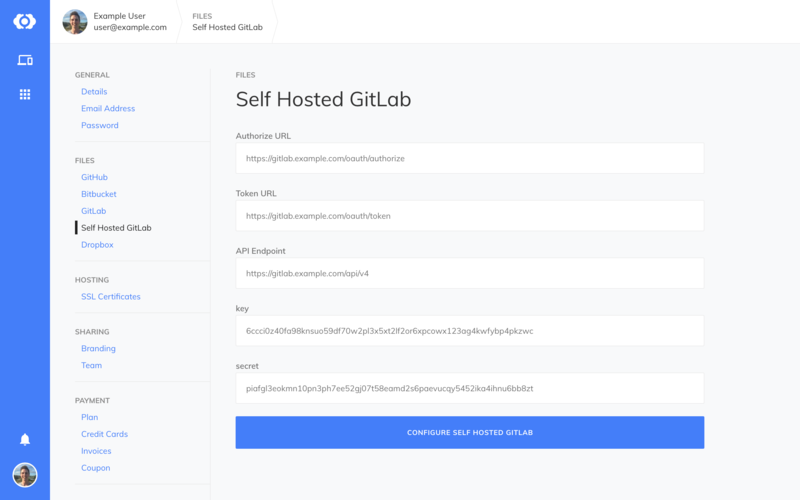 Example User
user@example.com
FILES
Self Hosted GitLab
GENERAL
Details
Email Address
Password
FILES
GitHub
Bitbucket
GitLab
Self Hosted GitLab
Dropbox
HOSTING
SSL Certificates
SHARING
Branding
Team
PAYMENT
Plan
Credit Cards
Invoices
Coupon
FILES
Self Hosted GitLab
Authorize URL
https://gitlab.example.com/oauth/authorize
Token URL
https://gitlab.example.com/oauth/token
API Endpoint
https://gitlab.example.com/api/v4
key
6ccci0z40fa98knsuo59df70w2pl3x5xt2lf2or6xpcowx123ag4kwfybp4pkzwc
secret
piafgl3eokmn10pn3ph7ee52gj07t58eamd2s6paevucqy5452ika4ihnu6bb8zt
CONFIGURE SELF HOSTED GITLAB